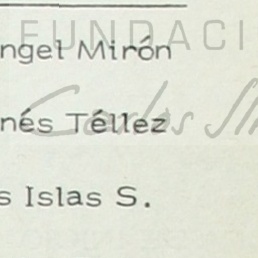 FUNDACI
ngel Mirón
nés Téllez
s Islas S.